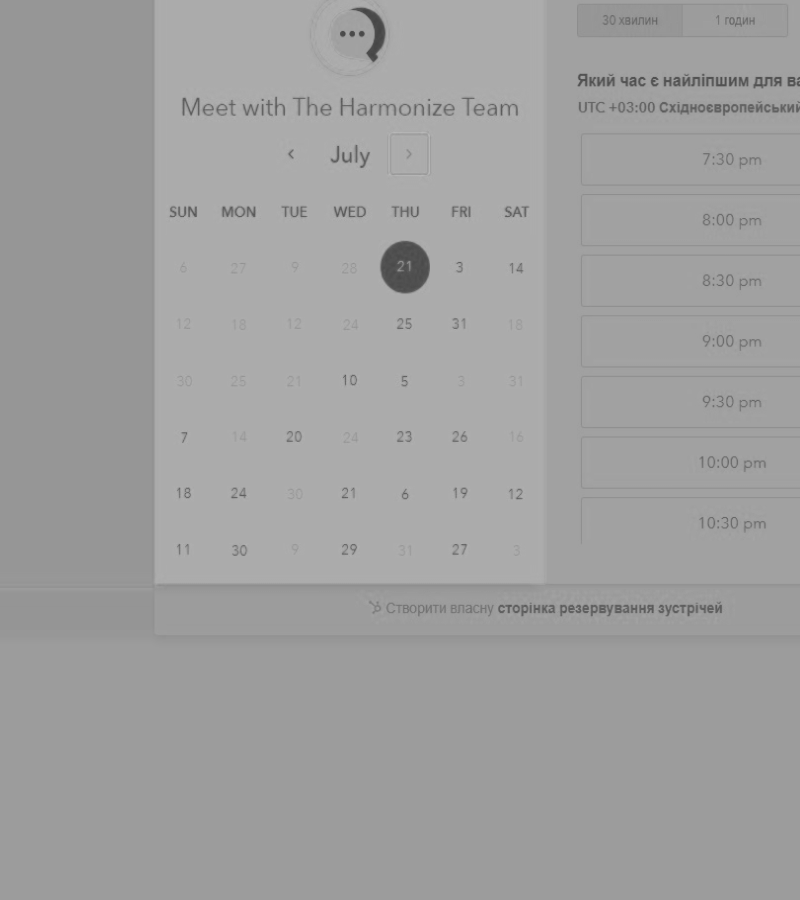 30 хвилин 1 годин
Який час є найліпшим для ва
Meet with The Harmonize Team
UTC +03:00 Східноєвропейський
July
7:30 pm
SUN MON TUE WED THU FRI SAT
8:00 pm
6 27 9 28 21 3 14
8:30 pm
12 18 12 24 25 31 18
9:00 pm
30 25 21 10 5 3 31
9:30 pm
7 14 20 24 23 26 16
10:00 pm
18 24 30 21 6 19 12
10:30 pm
11 30 9 29 31 27 3
Створити власну сторінка резервування зустрічей